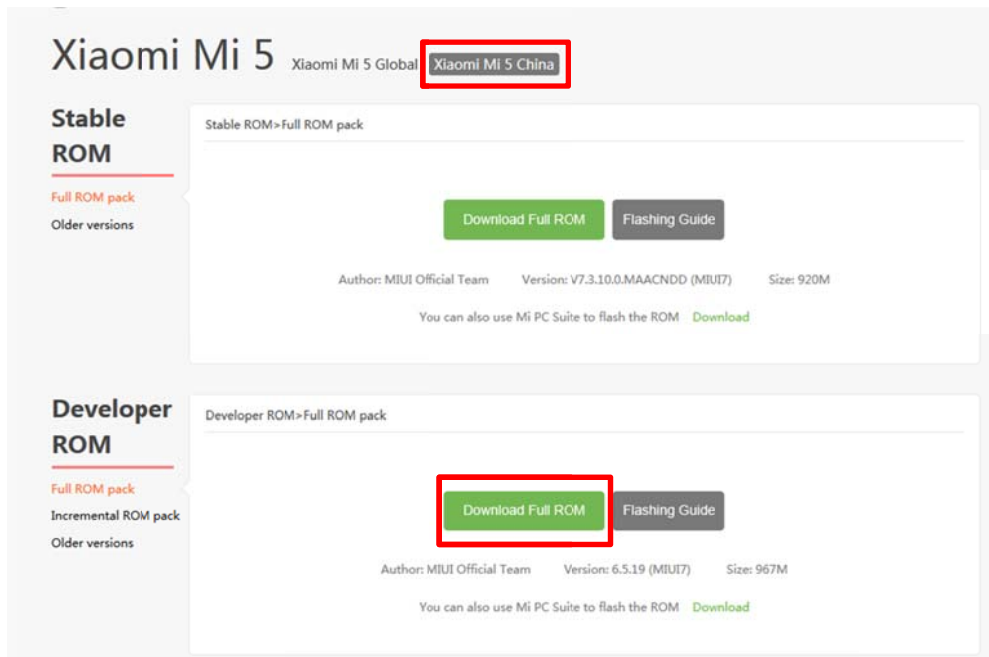 Xiaomi Mi 5 Xiaomi Mi 5 Global Xiaomi Mi 5 China
Stable
ROM
Full ROM pack
Older versions
Stable ROM>Full ROM pack
Download Full ROM Flashing Guide
Author: MIUI Official Team Version: V7.3.10.0.MAACNDD (MIUI7) Size: 920M
You can also use Mi PC Suite to flash the ROM Download
Developer
ROM
Full ROM pack
Incremental ROM pack
Older versions
Developer ROM>Full ROM pack
Download Full ROM Flashing Guide
Author: MIUI Official Team Version: 6.5.19 (MIUI7) Size: 967M
You can also use Mi PC Suite to flash the ROM Download